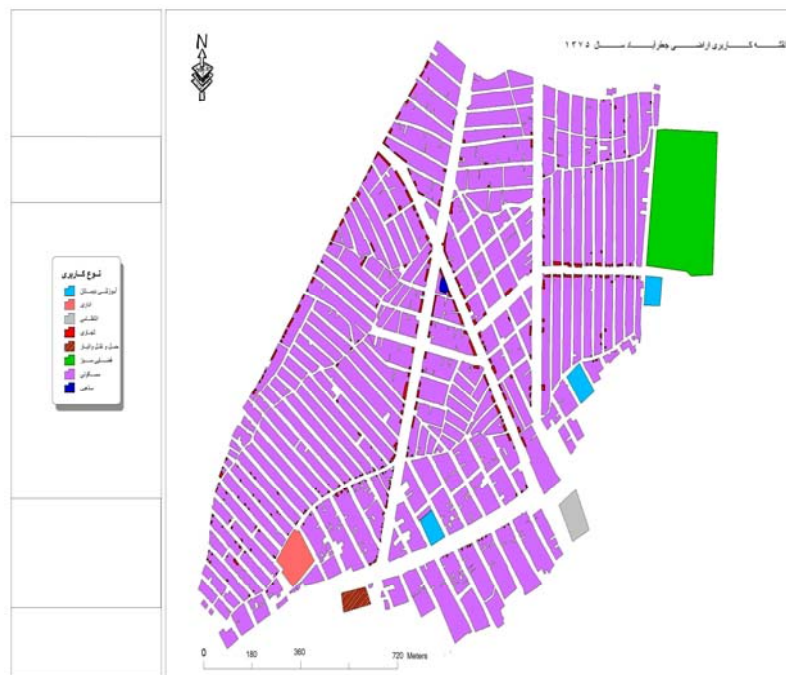 نقشه کاربری اراضی جعفرآباد سال ۱۳۷۵
N
نوع کاربری
آموزشی دبستان
اداری
انتظامی
تجاری
حمل و نقل وانبار
فضای سبز
مسکونی
مذهبی
0 180 360 720 Meters